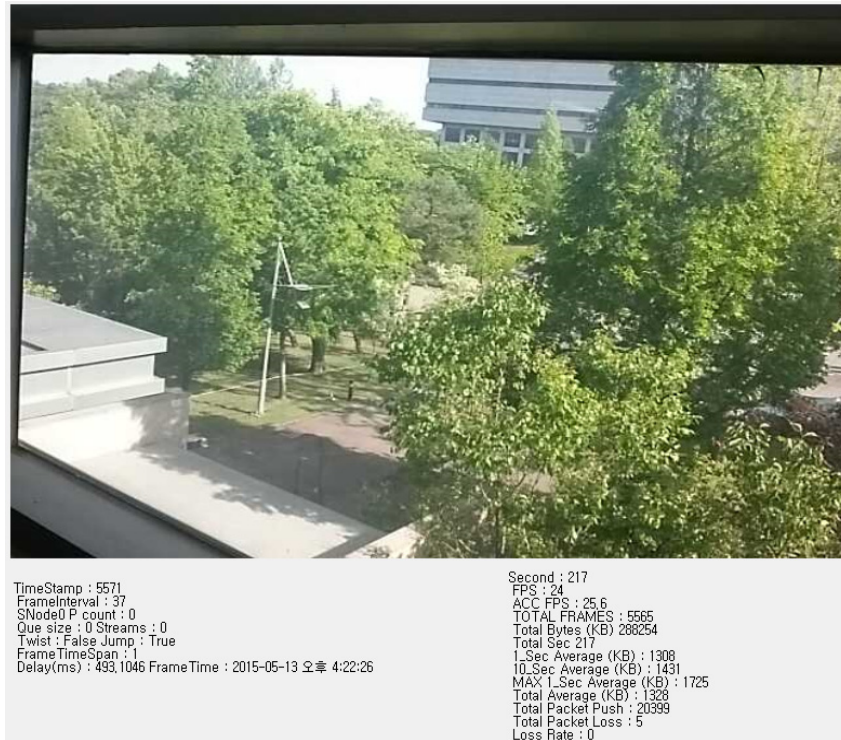 TimeStamp : 5571
FrameInterval : 37
SNode0 P count : 0
Que size : 0 Streams : 0
Twist : False Jump : True
FrameTimeSpan : 1
Delay(ms) : 493,1046 FrameTime : 2015-05-13 오후 4:22:26
Second : 217
FPS : 24
ACC FPS : 25,6
TOTAL FRAMES : 5565
Total Bytes (KB) 288254
Total Sec 217
1_Sec Average (KB) : 1308
10_Sec Average (KB) : 1431
MAX 1_Sec Average (KB) : 1725
Total Average (KB) : 1328
Total Packet Push : 20399
Total Packet Loss : 5
Loss Rate : 0